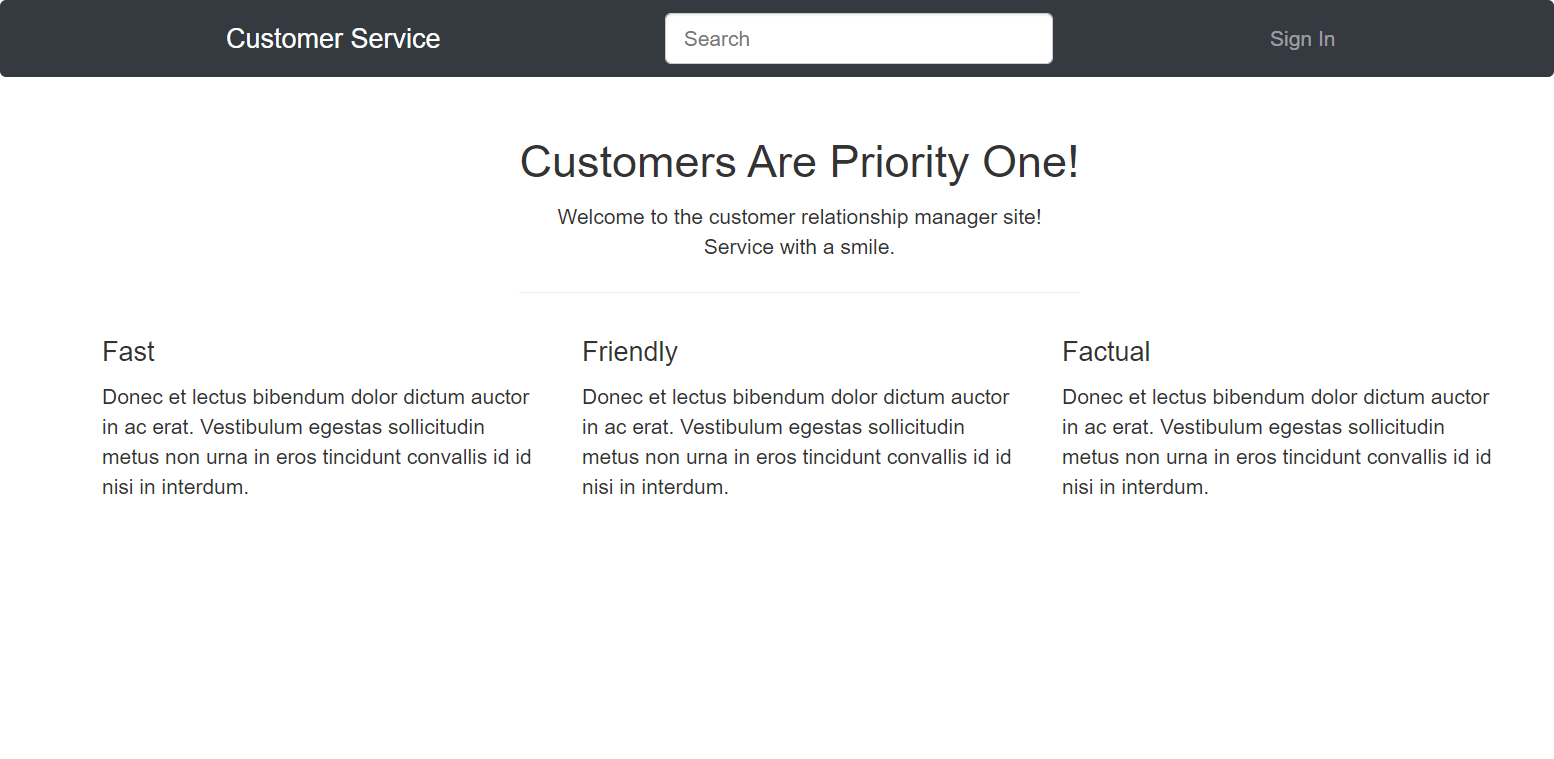 Customer Service
Search
Sign In
Customers Are Priority One!
Welcome to the customer relationship manager site!
Service with a smile.
Fast
Donec et lectus bibendum dolor dictum auctor
in ac erat. Vestibulum egestas sollicitudin
metus non urna in eros tincidunt convallis id id
nisi in interdum.
Friendly
Donec et lectus bibendum dolor dictum auctor
in ac erat. Vestibulum egestas sollicitudin
metus non urna in eros tincidunt convallis id id
nisi in interdum.
Factual
Donec et lectus bibendum dolor dictum auctor
in ac erat. Vestibulum egestas sollicitudin
metus non urna in eros tincidunt convallis id id
nisi in interdum.